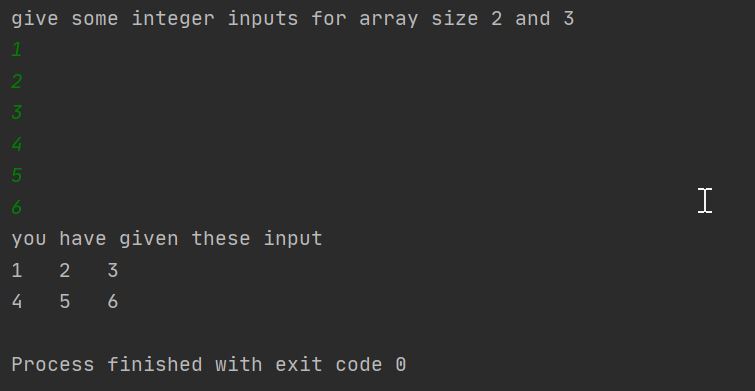 give some integer inputs for array size 2 and 3
1
2
3
4
5
6
you have given these input
1   2   3
4   5   6
Process finished with exit code 0